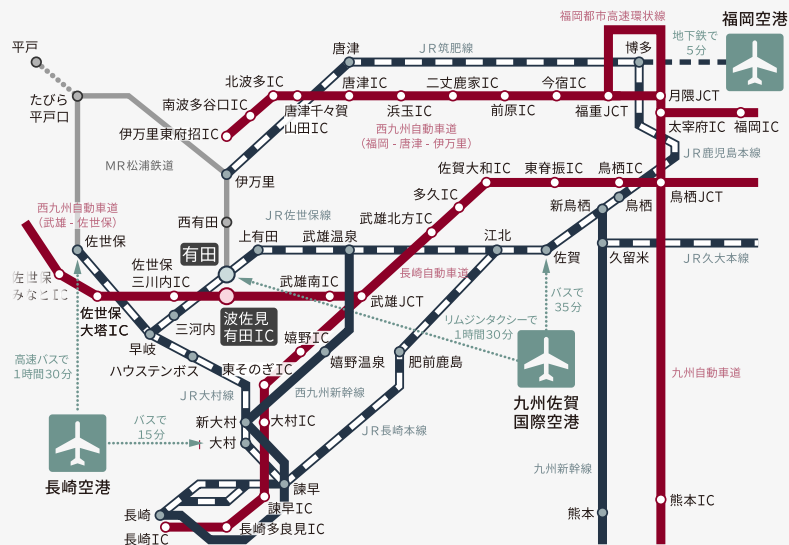 福岡都市高速環状線
福岡空港
地下鉄で
5分
平戸
唐津
JR筑肥線
博多
たびら
平戸口
北波多IC
唐津IC
二丈鹿家IC
今宿IC
月隈JCT
南波多谷口IC
唐津千々賀
山田IC
浜玉IC
前原IC
福重JCT
伊万里東府招IC
西九州自動車道
(福岡 - 唐津 - 伊万里)
太宰府IC
福岡IC
MR松浦鉄道
伊万里
佐賀大和IC
東脊振IC
鳥栖IC
JR鹿児島本線
多久IC
鳥栖JCT
西九州自動車道
(武雄 - 佐世保)
西有田
JR佐世保線
武雄北方IC
新鳥栖
鳥栖
佐世保
上有田
武雄温泉
江北
佐賀
久留米
JR久大本線
有田
佐世保
三川内IC
武雄南IC
長崎自動車道
佐世保
みなとIC
武雄JCT
バスで
35分
佐世保
大塔IC
三河内
波佐見
有田IC
リムジンタクシーで
1時間30分
早岐
嬉野IC
高速バスで
1時間30分
ハウステンボス
東そのぎIC
嬉野温泉
肥前鹿島
九州自動車道
JR大村線
西九州新幹線
九州佐賀
国際空港
バスで
15分
新大村
大村IC
大村
JR長崎本線
長崎空港
九州新幹線
諫早
諫早IC
熊本IC
長崎
長崎多良見IC
熊本
長崎IC